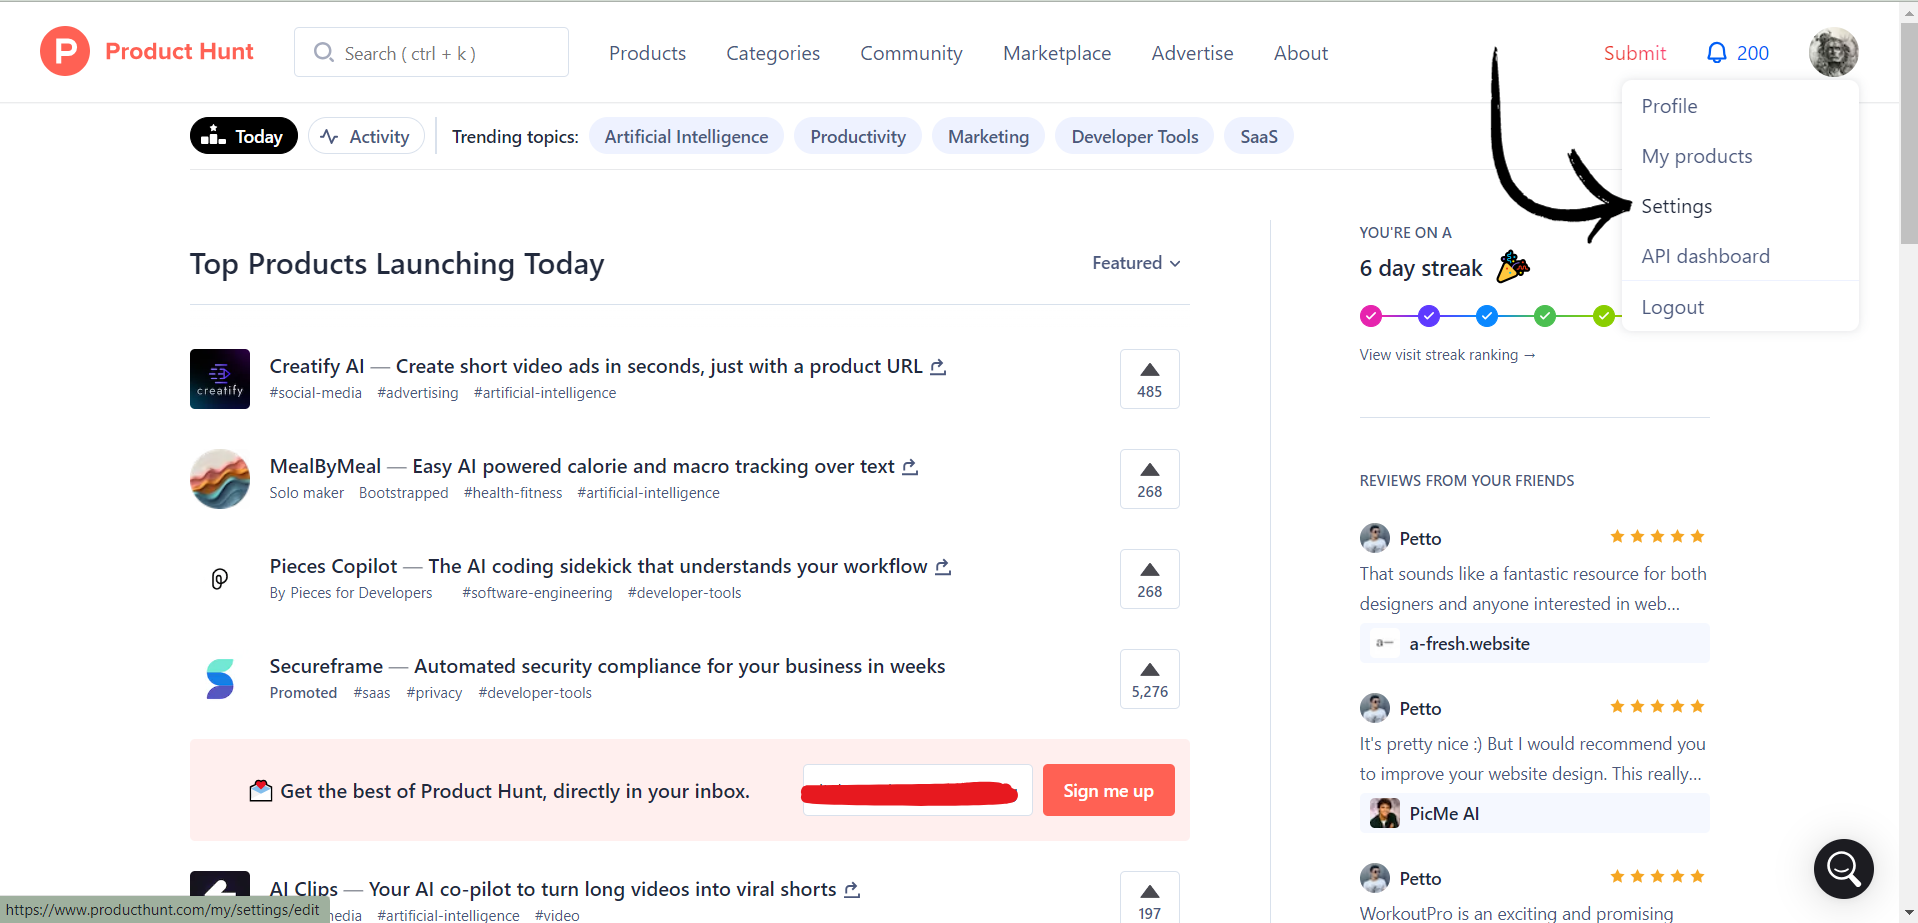 Product Hunt
Search ( ctrl + k )
Products
Categories
Community
Marketplace
Advertise
About
Submit
200
Profile
My products
Settings
API dashboard
Logout
Today
Activity
Trending topics:
Artificial Intelligence
Productivity
Marketing
Developer Tools
SaaS
Top Products Launching Today
Featured
creatify
Creatify AI — Create short video ads in seconds, just with a product URL
#social-media #advertising #artificial-intelligence
485
MealByMeal — Easy AI powered calorie and macro tracking over text
Solo maker Bootstrapped #health-fitness #artificial-intelligence
268
Pieces Copilot — The AI coding sidekick that understands your workflow
By Pieces for Developers #software-engineering #developer-tools
268
Secureframe — Automated security compliance for your business in weeks
Promoted #saas #privacy #developer-tools
5,276
Get the best of Product Hunt, directly in your inbox.
Sign me up
AI Clips — Your AI co-pilot to turn long videos into viral shorts
#artificial-intelligence #video
197
YOU'RE ON A
6 day streak
View visit streak ranking →
REVIEWS FROM YOUR FRIENDS
Petto
That sounds like a fantastic resource for both
designers and anyone interested in web...
a-fresh.website
Petto
It's pretty nice :) But I would recommend you
to improve your website design. This really...
PicMe AI
Petto
WorkoutPro is an exciting and promising
https://www.producthunt.com/my/settings/edit